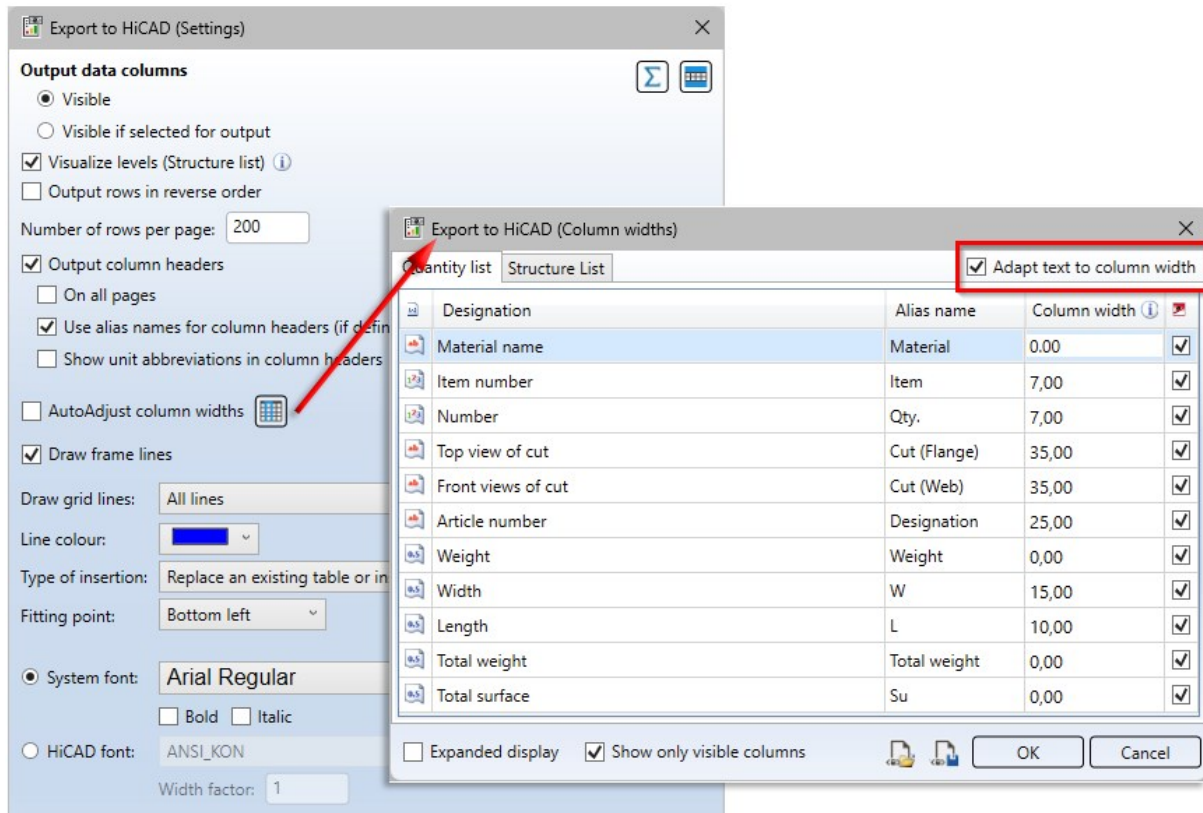 Export to HiCAD (Settings)
Output data columns
Visible
Visible if selected for output
Visualize levels (Structure list)
Output rows in reverse order
Number of rows per page: 200
Output column headers
On all pages
Use alias names for column headers (if
Show unit abbreviations in column headers
AutoAdjust column widths
Draw frame lines
Draw grid lines: All lines
Line colour:
Type of insertion: Replace an existing table or
Fitting point: Bottom left
System font: Arial Regular
Bold Italic
HiCAD font: ANSI_KON
Width factor: 1
Export to HiCAD (Column widths)
Quantity list Structure List Adapt text to column width
Designation Alias name Column width
Material name Material 0.00
Item number Item 7,00
Number Qty. 7,00
Top view of cut Cut (Flange) 35,00
Front views of cut Cut (Web) 35,00
Article number Designation 25,00
Weight Weight 0,00
Width W 15,00
Length L 10,00
Total weight Total weight 0,00
Total surface Su 0,00
Expanded display Show only visible columns OK Cancel